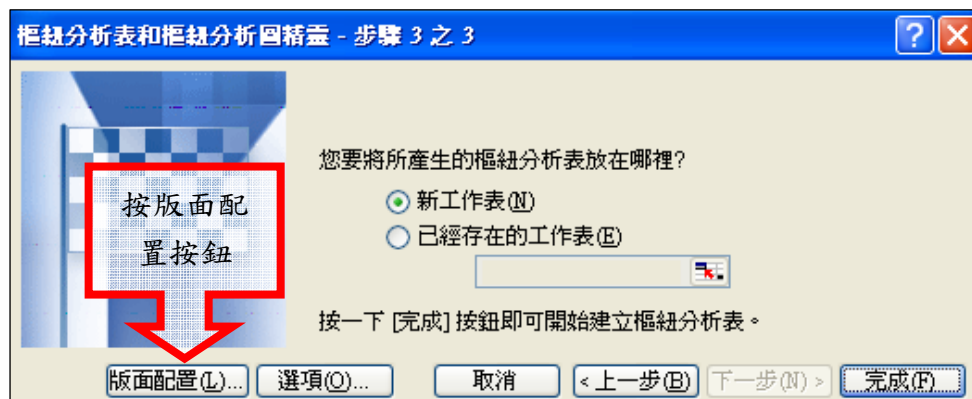 樞紐分析表和樞紐分析圖精靈 - 步驟 3 之 3
您要將所產生的樞紐分析表放在哪裡?
按版面配
置按鈕
新工作表(N)
已經存在的工作表(E)
按一下 [完成] 按鈕即可開始建立樞紐分析表。
版面配置(L)... 選項(O)... 取消 < 上一步(B) 下一步(N) > 完成(F)